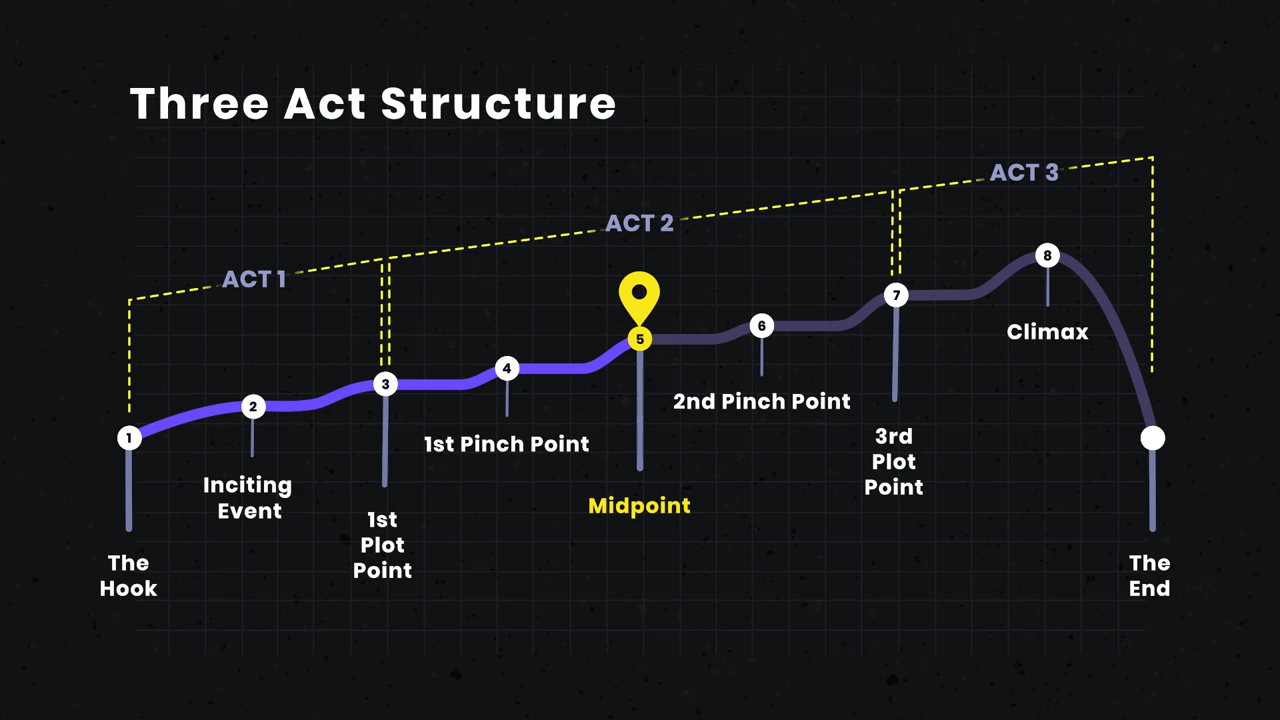 Three Act Structure
ACT 1
ACT 2
ACT 3
1
2
3
4
5
6
7
8
The
Hook
Inciting
Event
1st
Plot
Point
1st Pinch Point
Midpoint
2nd Pinch Point
3rd
Plot
Point
Climax
The
End